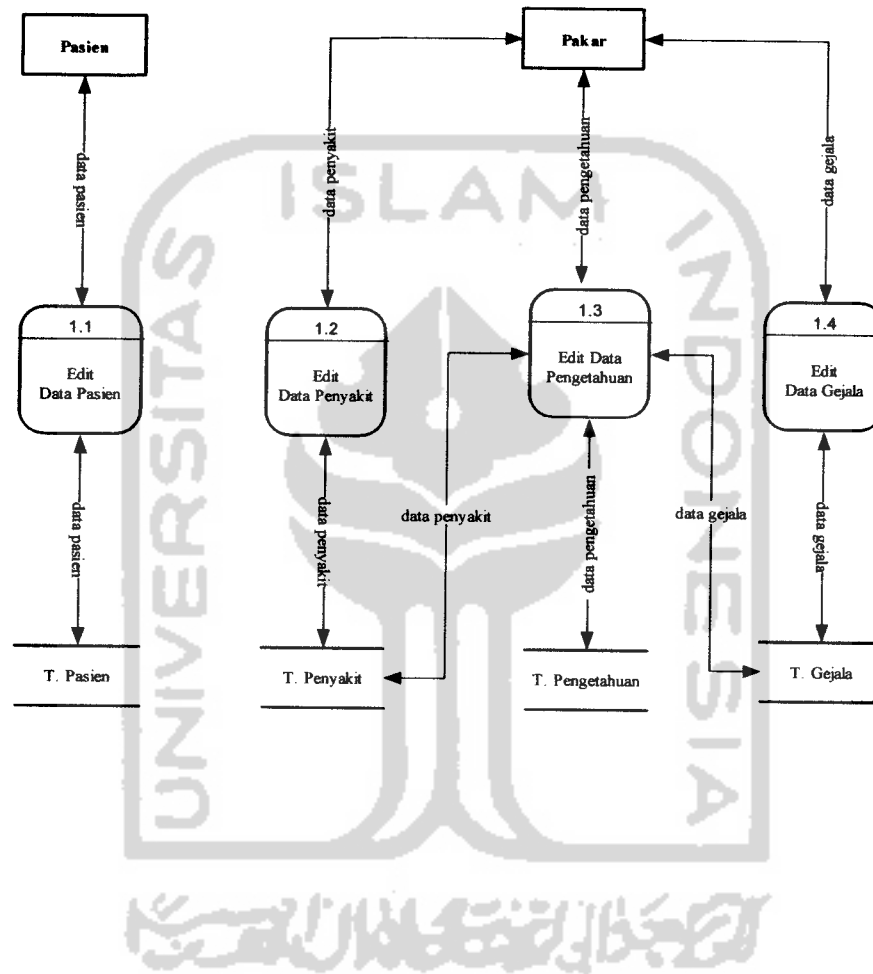 Pasien
Pakar
data pasien
data penyakit
data pengetahuan
data gejala
ISLAM
UNIVERSITAS
INDONESIA
1.1
Edit
Data Pasien
1.2
Edit
Data Penyakit
1.3
Edit Data
Pengetahuan
1.4
Edit
Data Gejala
data pasien
data penyakit
data penyakit
data pengetahuan
data gejala
data gejala
T. Pasien
T. Penyakit
T. Pengetahuan
T. Gejala